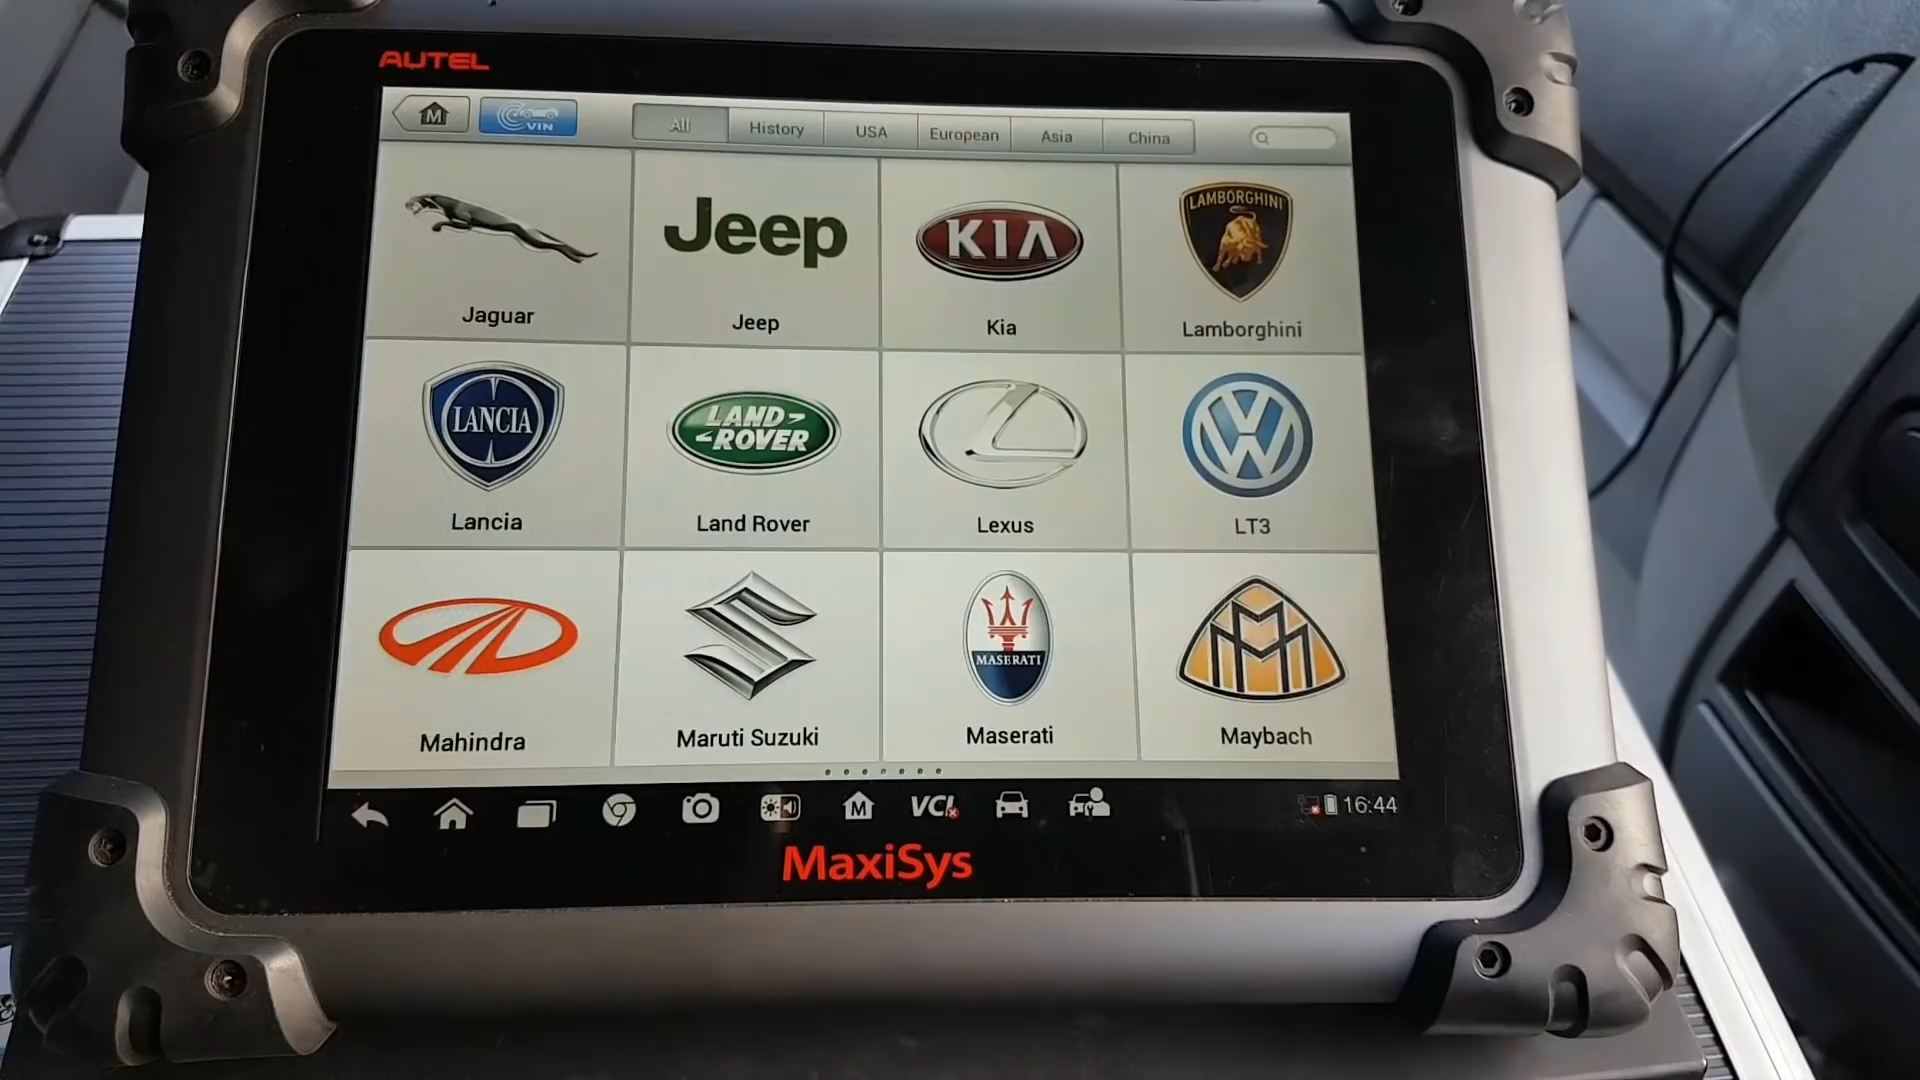 AUTEL
M VIN All History USA European Asia China
Jeep KIA LAMBORGHINI
Jaguar Jeep Kia Lamborghini
LANCIA LAND ROVER
Lancia Land Rover Lexus LT3
MASERATI
Mahindra Maruti Suzuki Maserati Maybach
M VCI 16:44
MaxiSys